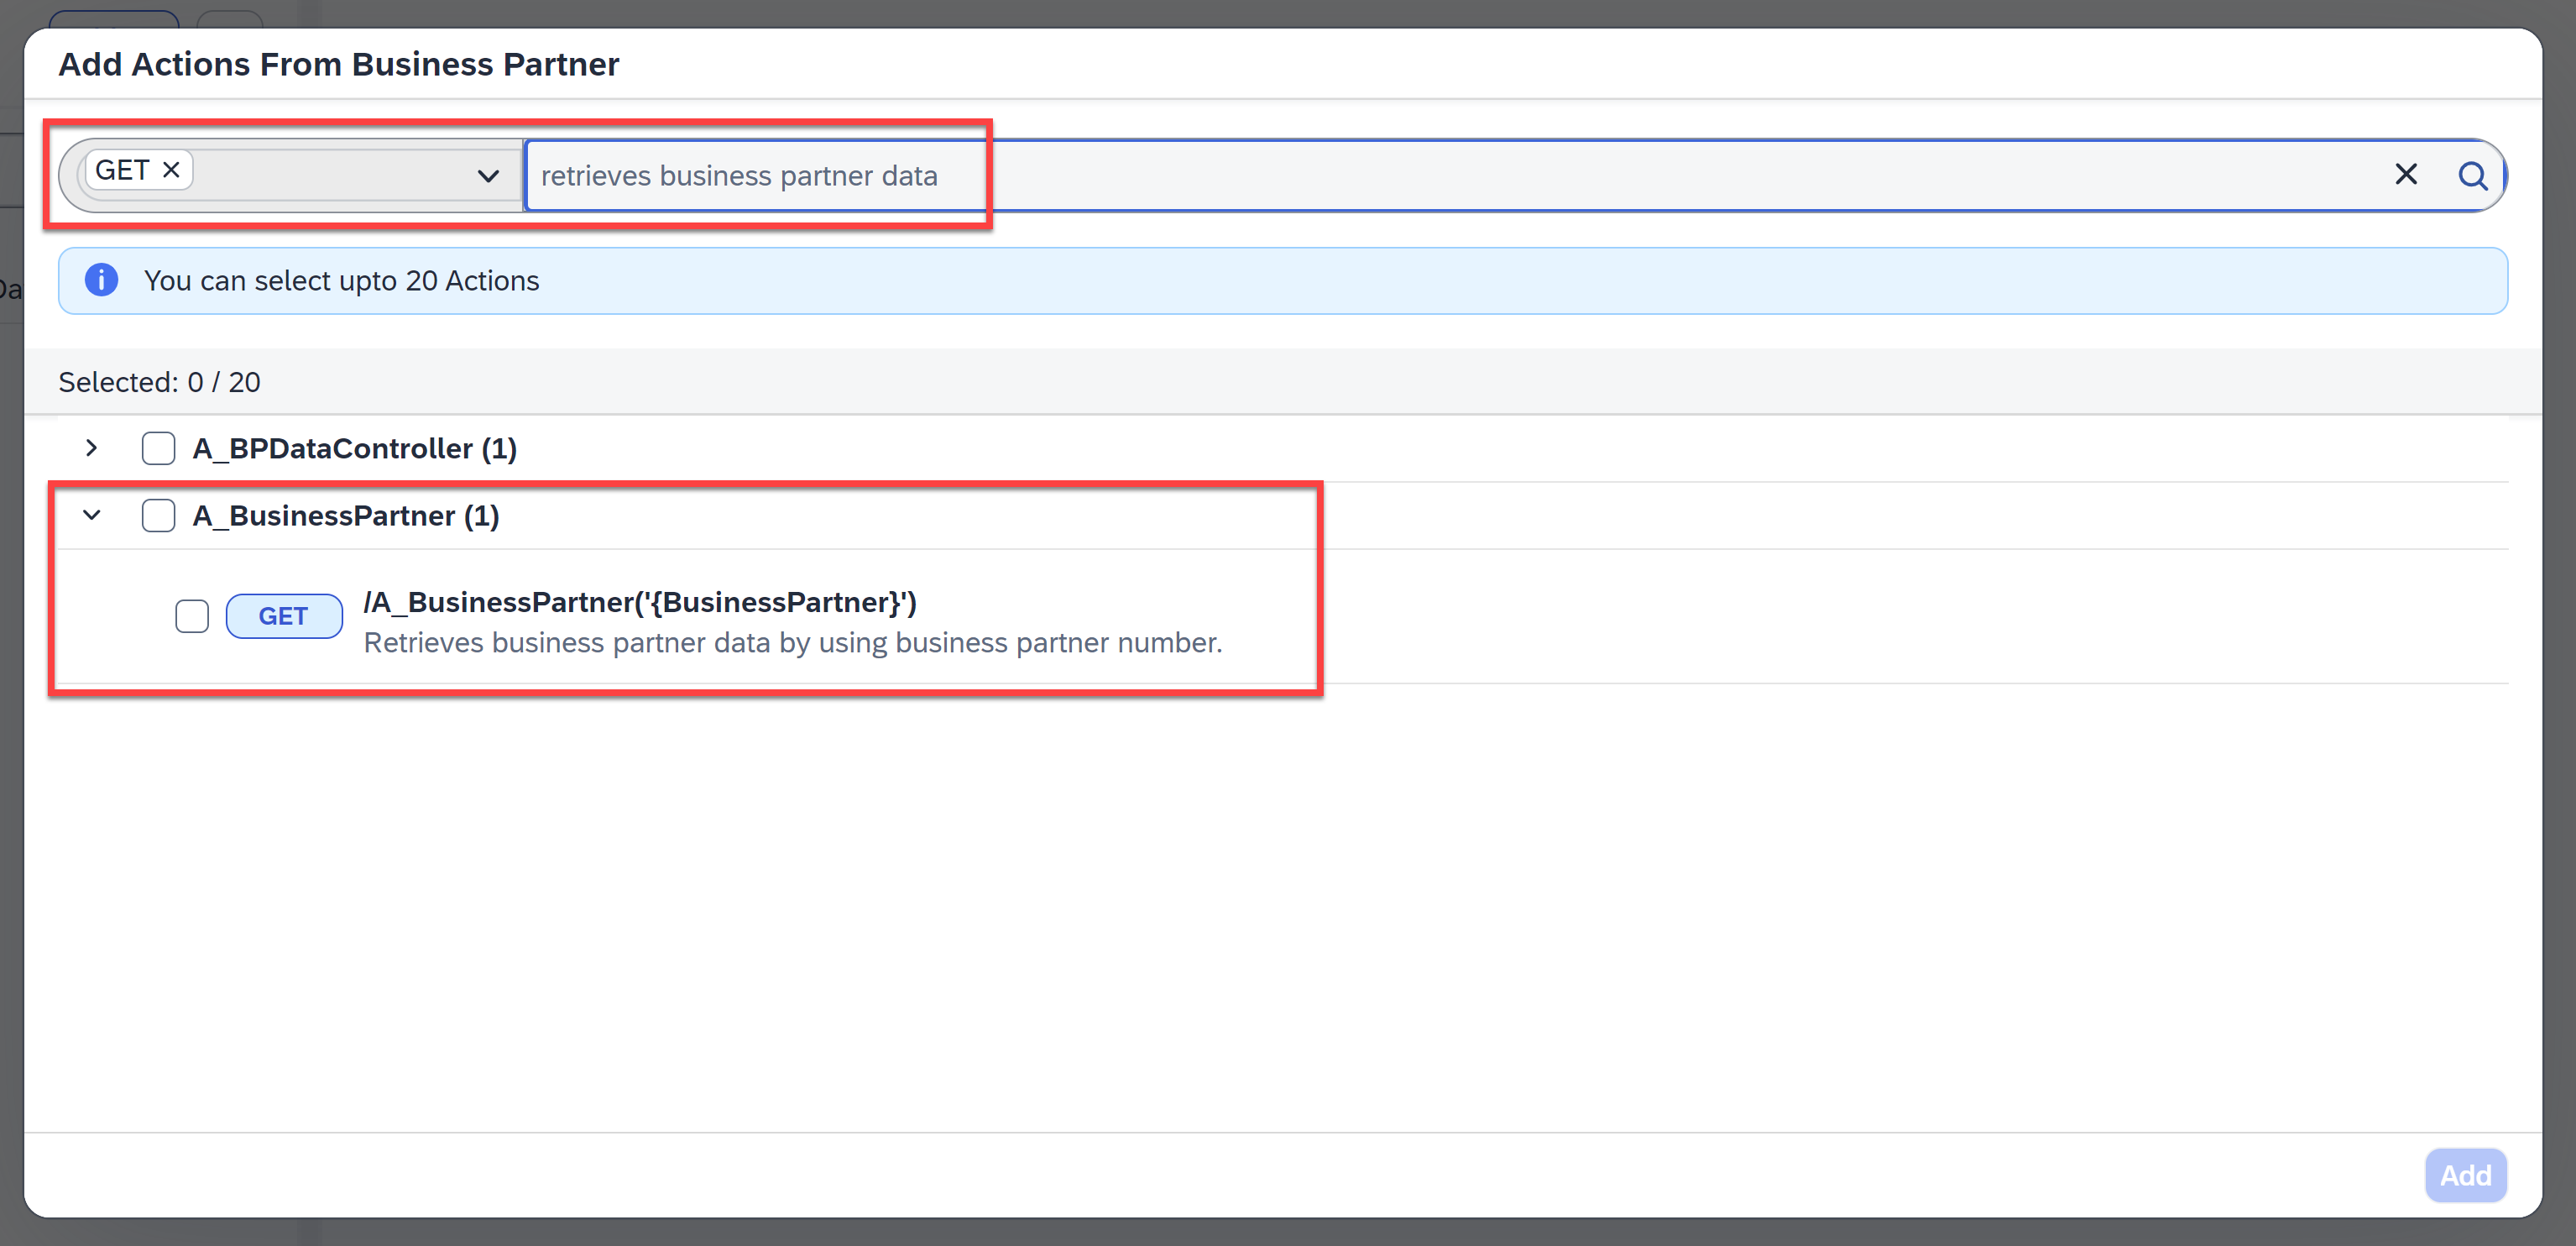 Add Actions From Business Partner
GET
retrieves business partner data
You can select upto 20 Actions
Selected: 0 / 20
A_BPDataController (1)
A_BusinessPartner (1)
GET
/A_BusinessPartner('{BusinessPartner}')
Retrieves business partner data by using business partner number.
Add